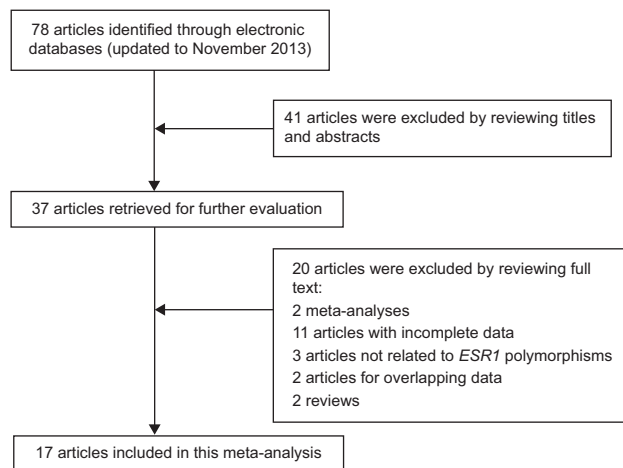 78 articles identified through electronic
databases (updated to November 2013)
41 articles were excluded by reviewing titles
and abstracts
37 articles retrieved for further evaluation
20 articles were excluded by reviewing full
text:
2 meta-analyses
11 articles with incomplete data
3 articles not related to ESR1 polymorphisms
2 articles for overlapping data
2 reviews
17 articles included in this meta-analysis